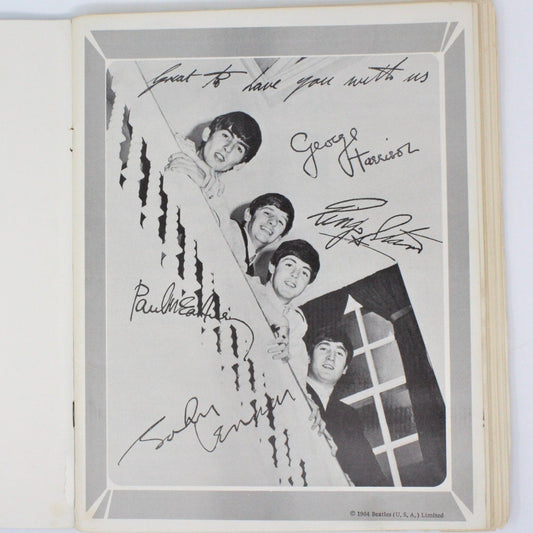 Great to have you with us
George
Harrison
Ringo Starr
Paul McCartney
John Lennon
© 1964 Beatles (U.S.A.) Limited